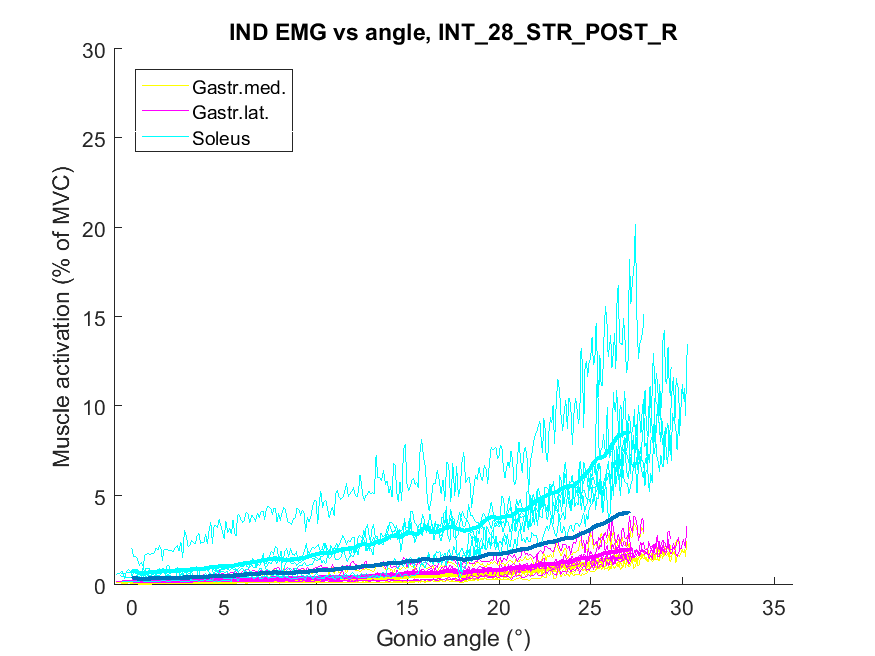 IND EMG vs angle, INT_28_STR_POST_R
30
25
20
15
10
5
0
Muscle activation (% of MVC)
Gastr.med.
Gastr.lat.
Soleus
0 5 10 15 20 25 30 35
Gonio angle (°)